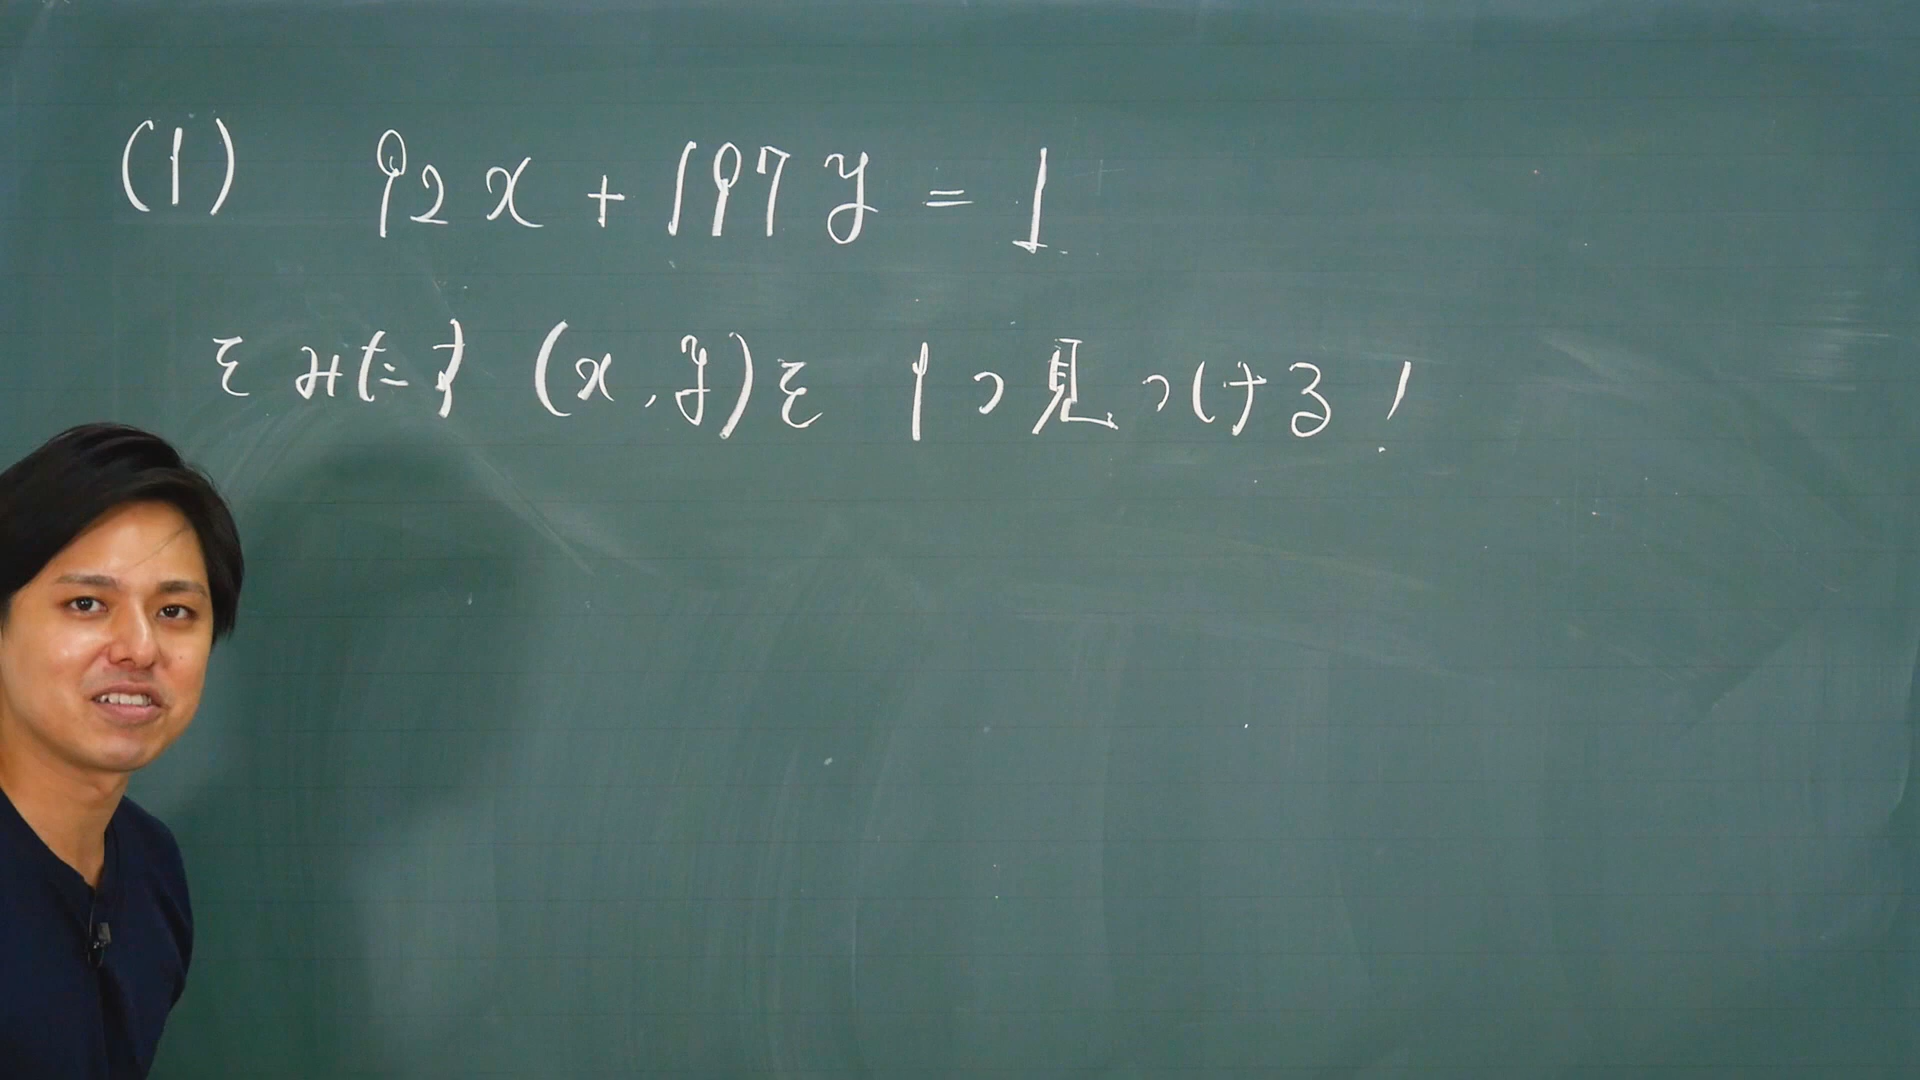 (1) 92x + 197y = 1
をみたす (x, y)を 1つ見つける!